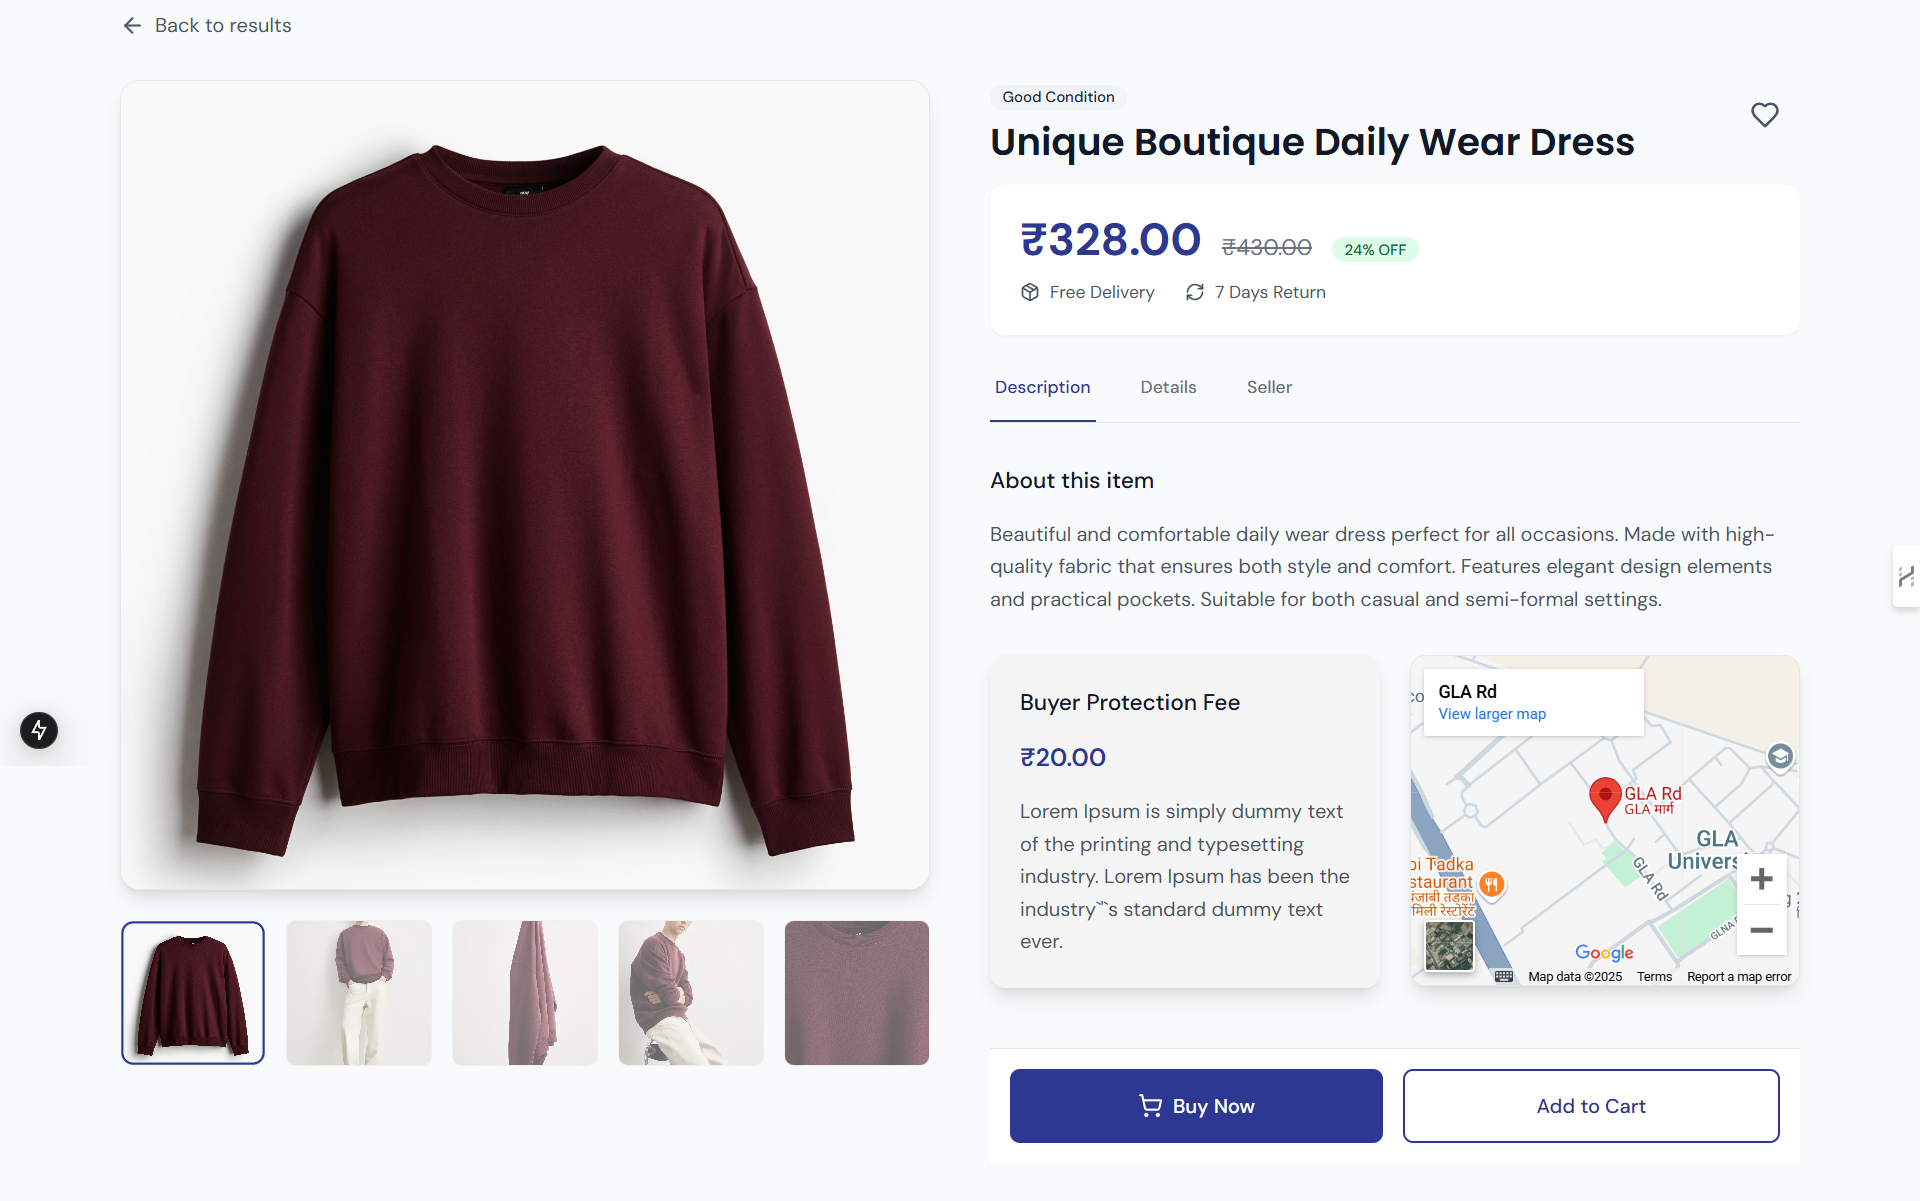 Back to results
Good Condition
Unique Boutique Daily Wear Dress
₹328.00 ₹430.00 24% OFF
Free Delivery 7 Days Return
Description Details Seller
About this item
Beautiful and comfortable daily wear dress perfect for all occasions. Made with high-
quality fabric that ensures both style and comfort. Features elegant design elements
and practical pockets. Suitable for both casual and semi-formal settings.
Buyer Protection Fee
₹20.00
Lorem Ipsum is simply dummy text
of the printing and typesetting
industry. Lorem Ipsum has been the
industry`'`s standard dummy text
ever.
GLA Rd
View larger map
GLA Rd
GLA मार्ग
GLA
Univers
GLA Rd
Tadka
Google
Map data ©2025 Terms Report a map error
Buy Now
Add to Cart